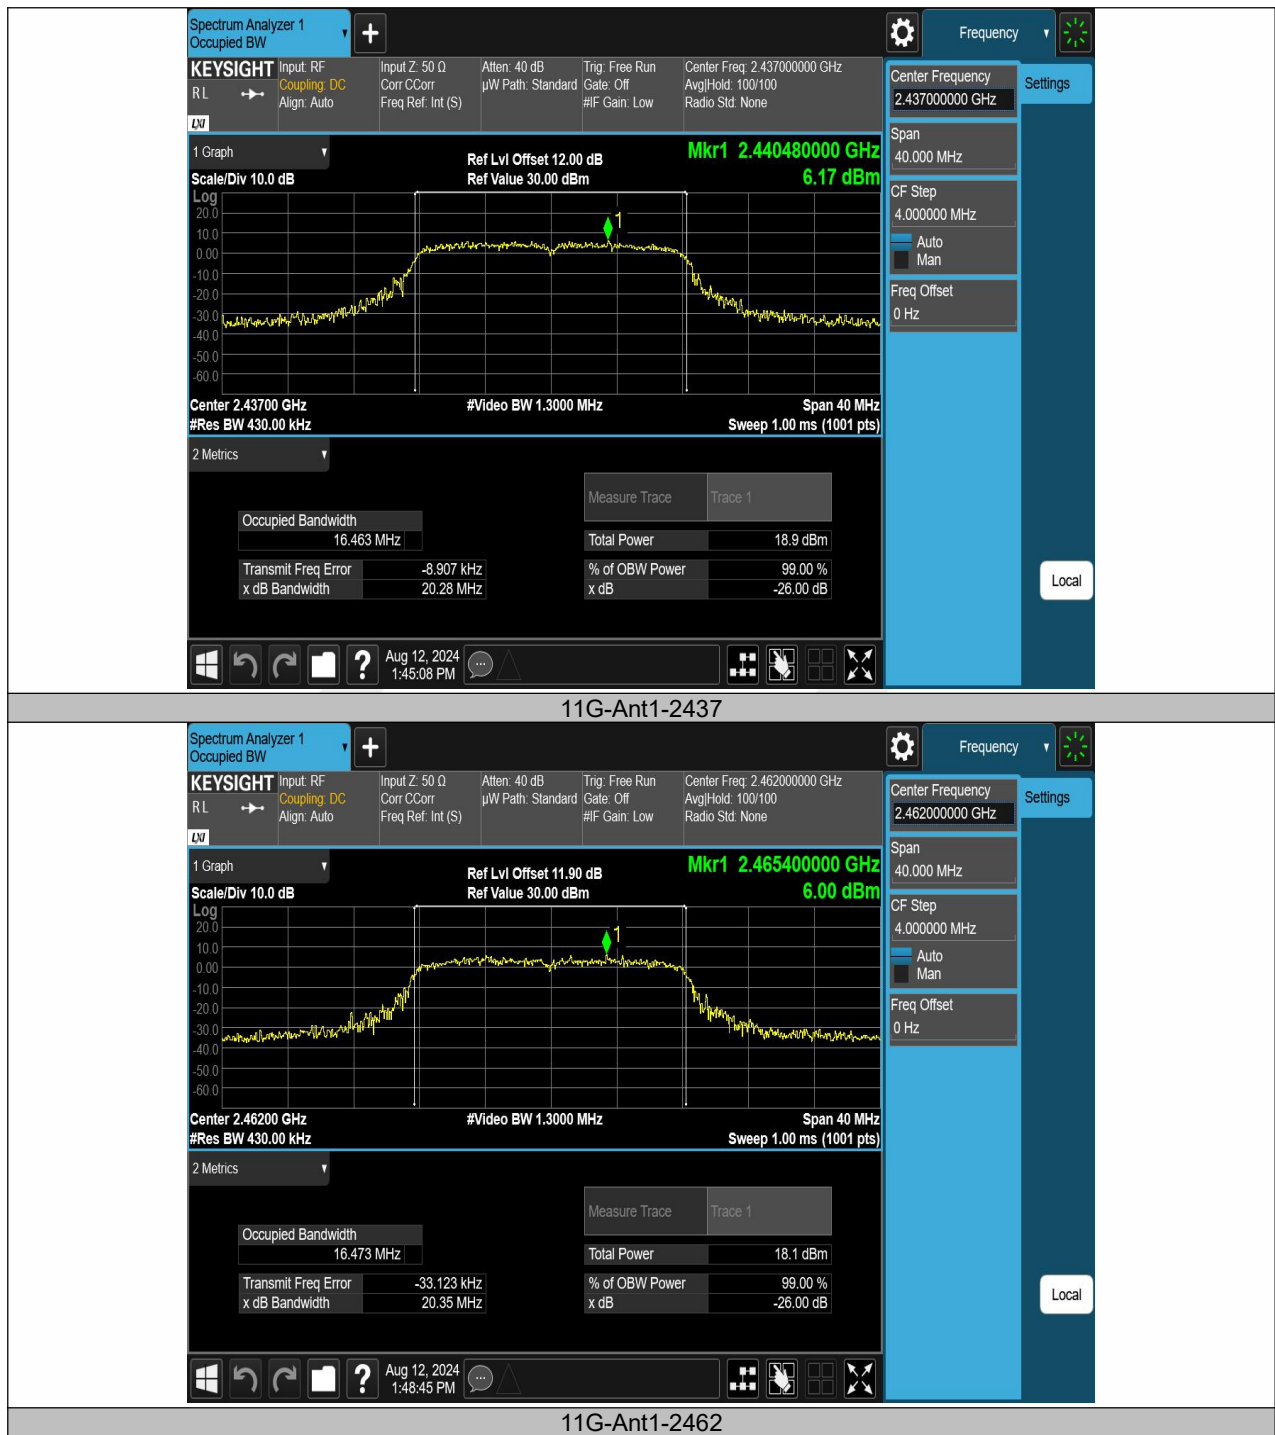 Spectrum Analyzer 1
Occupied BW
+
Frequency
KEYSIGHT
R L
LXI
Input: RF
Coupling: DC
Align: Auto
Input Z: 50 Ω
Corr CCorr
Freq Ref: Int (S)
Atten: 40 dB
µW Path: Standard
Trig: Free Run
Gate: Off
#IF Gain: Low
Center Freq: 2.437000000 GHz
Avg|Hold: 100/100
Radio Std: None
Center Frequency
2.437000000 GHz
Settings
Span
40.000 MHz
CF Step
4.000000 MHz
Auto
Man
Freq Offset
0 Hz
Local
1 Graph
Scale/Div 10.0 dB
Ref Lvl Offset 12.00 dB
Ref Value 30.00 dBm
Mkr1 2.440480000 GHz
6.17 dBm
Log
20.0
10.0
0.00
-10.0
-20.0
-30.0
-40.0
-50.0
-60.0
1
Center 2.43700 GHz
#Res BW 430.00 kHz
#Video BW 1.3000 MHz
Span 40 MHz
Sweep 1.00 ms (1001 pts)
2 Metrics
Measure Trace Trace 1
Occupied Bandwidth
16.463 MHz
Total Power 18.9 dBm
Transmit Freq Error -8.907 kHz
x dB Bandwidth 20.28 MHz
% of OBW Power 99.00 %
x dB -26.00 dB
?
Aug 12, 2024
1:45:08 PM
11G-Ant1-2437
Spectrum Analyzer 1
Occupied BW
+
Frequency
KEYSIGHT
R L
LXI
Input: RF
Coupling: DC
Align: Auto
Input Z: 50 Ω
Corr CCorr
Freq Ref: Int (S)
Atten: 40 dB
µW Path: Standard
Trig: Free Run
Gate: Off
#IF Gain: Low
Center Freq: 2.462000000 GHz
Avg|Hold: 100/100
Radio Std: None
Center Frequency
2.462000000 GHz
Settings
Span
40.000 MHz
CF Step
4.000000 MHz
Auto
Man
Freq Offset
0 Hz
Local
1 Graph
Scale/Div 10.0 dB
Ref Lvl Offset 11.90 dB
Ref Value 30.00 dBm
Mkr1 2.465400000 GHz
6.00 dBm
Log
20.0
10.0
0.00
-10.0
-20.0
-30.0
-40.0
-50.0
-60.0
1
Center 2.46200 GHz
#Res BW 430.00 kHz
#Video BW 1.3000 MHz
Span 40 MHz
Sweep 1.00 ms (1001 pts)
2 Metrics
Measure Trace Trace 1
Occupied Bandwidth
16.473 MHz
Total Power 18.1 dBm
Transmit Freq Error -33.123 kHz
x dB Bandwidth 20.35 MHz
% of OBW Power 99.00 %
x dB -26.00 dB
?
Aug 12, 2024
1:48:45 PM
11G-Ant1-2462